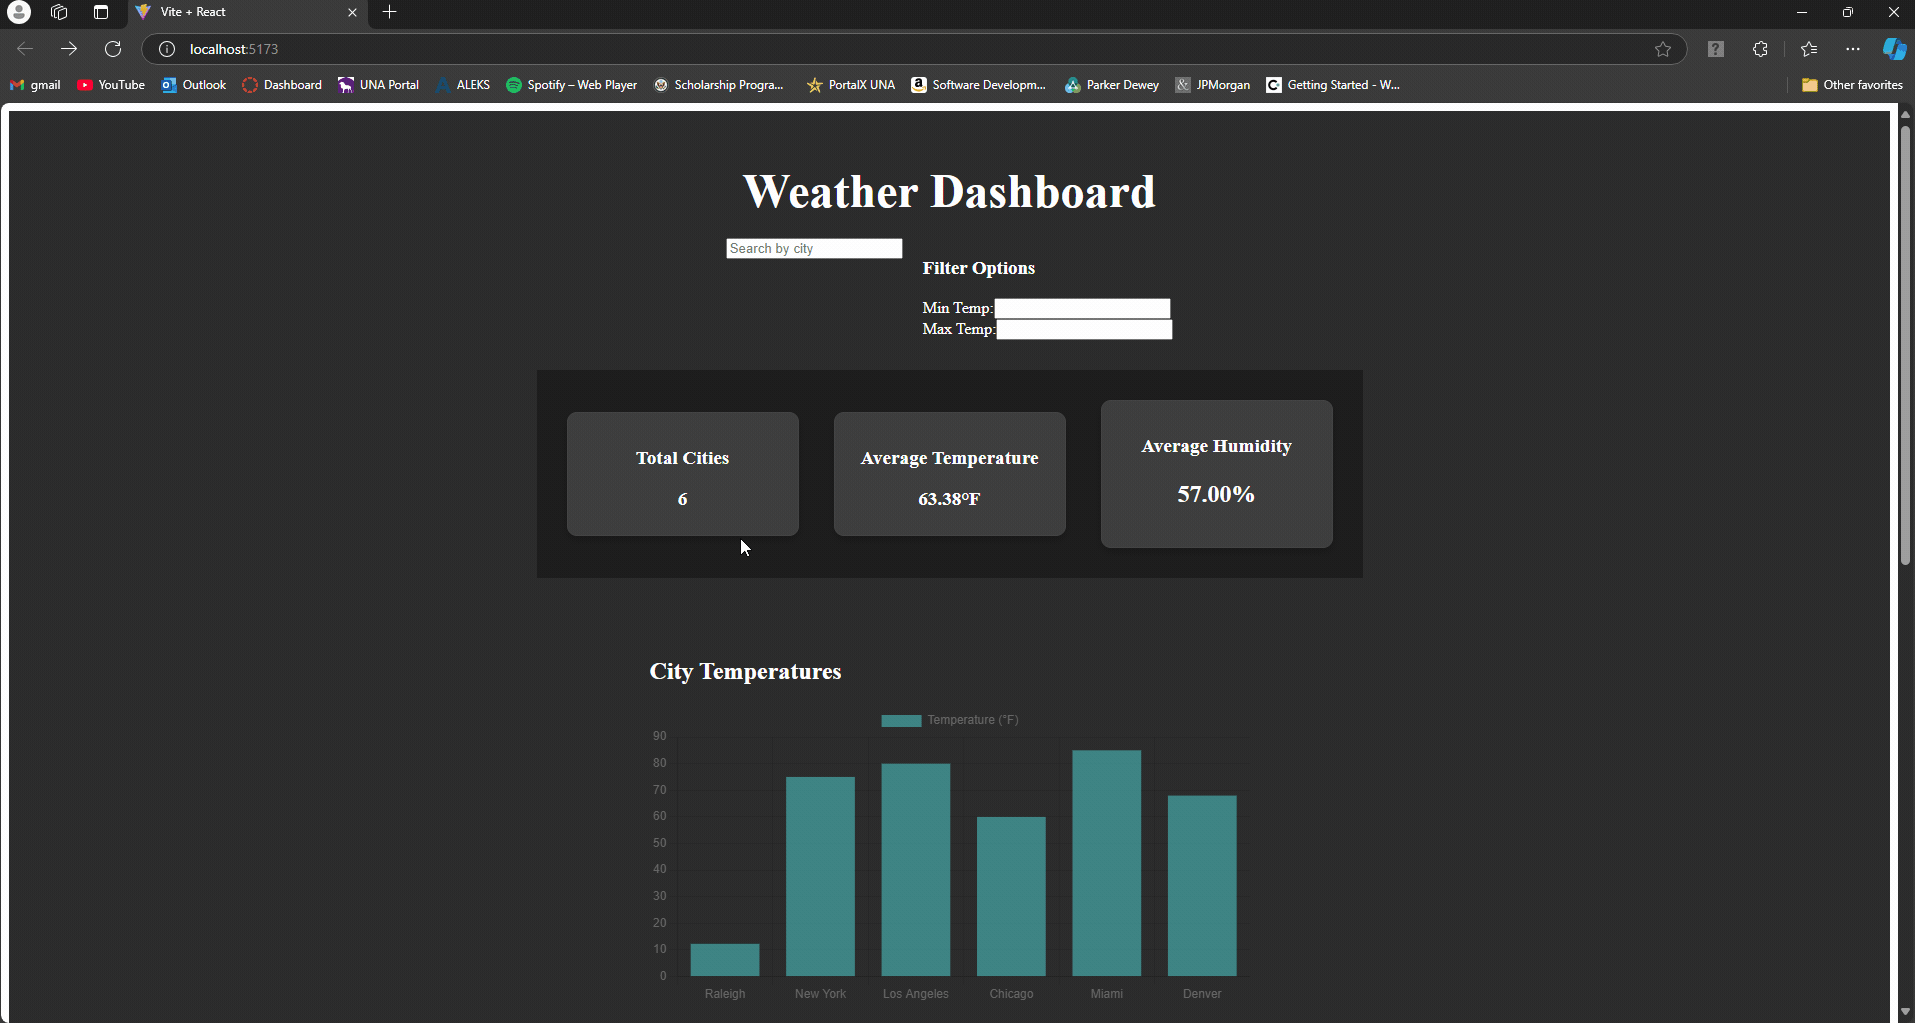 Vite + React
localhost:5173
gmail YouTube Outlook Dashboard UNA Portal ALEKS Spotify – Web Player Scholarship Progra... PortalX UNA Software Developm... Parker Dewey JPMorgan Getting Started - W... Other favorites
Weather Dashboard
Search by city
Filter Options
Min Temp:
Max Temp:
Total Cities
6
Average Temperature
63.38°F
Average Humidity
57.00%
City Temperatures
Temperature (°F)
90
80
70
60
50
40
30
20
10
0
Raleigh New York Los Angeles Chicago Miami Denver